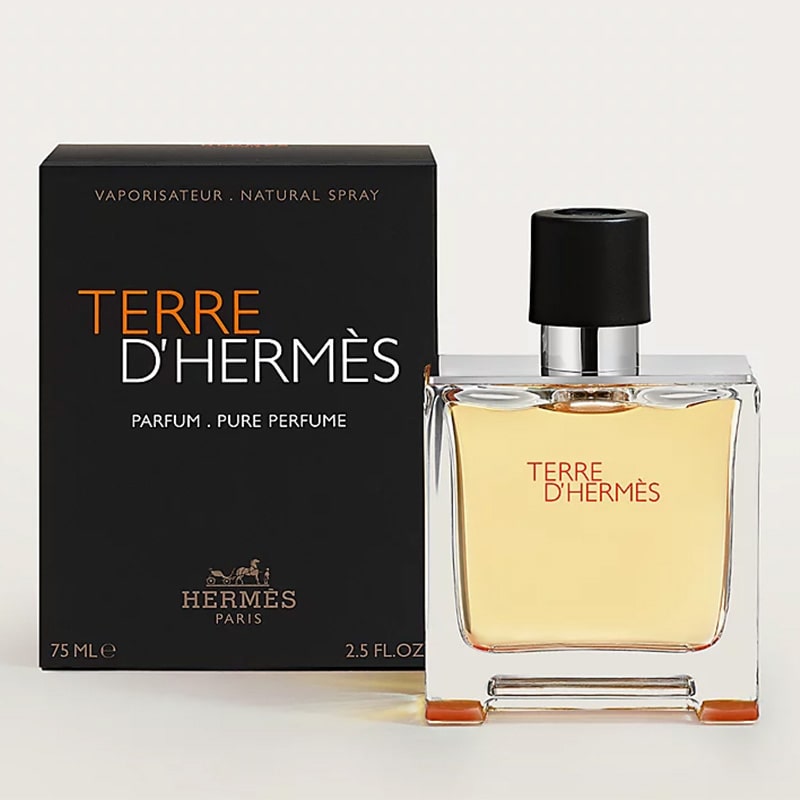 VAPORISATEUR . NATURAL SPRAY
TERRE
D'HERMÈS
PARFUM . PURE PERFUME
HERMÈS
PARIS
75 ML ℮
2.5 FL.OZ
TERRE
D'HERMÈS